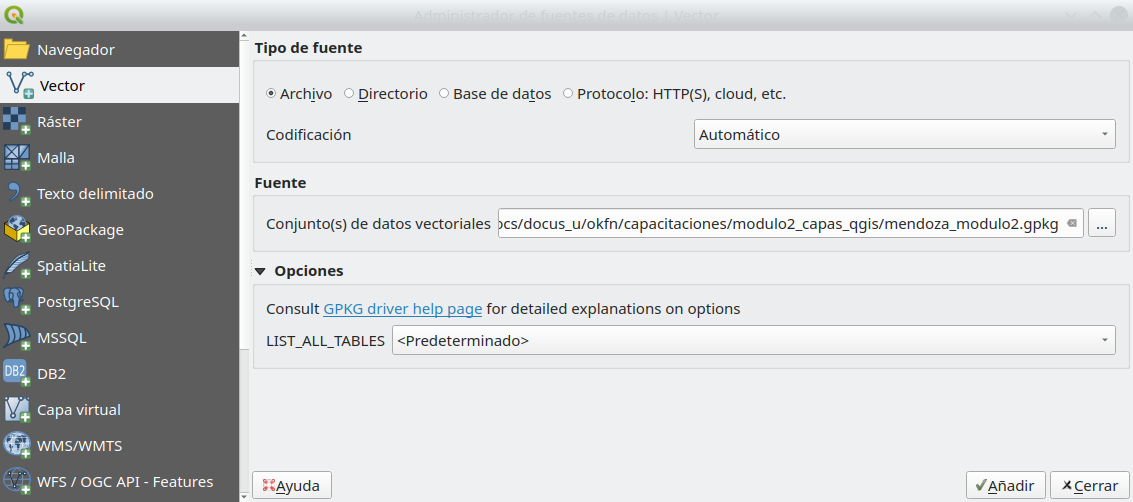 Administrador de fuentes de datos | Vector
Navegador
Vector
Ráster
Malla
Texto delimitado
GeoPackage
SpatiaLite
PostgreSQL
MSSQL
DB2
DB2
Capa virtual
WMS/WMTS
WFS / OGC API - Features
Tipo de fuente
Archivo Directorio Base de datos Protocolo: HTTP(S), cloud, etc.
Codificación Automático
Fuente
Conjunto(s) de datos vectoriales ocs/docus_u/okfn/capacitaciones/modulo2_capas_qgis/mendoza_modulo2.gpkg ...
Opciones
Consult GPKG driver help page for detailed explanations on options
LIST_ALL_TABLES <Predeterminado>
Ayuda Añadir Cerrar